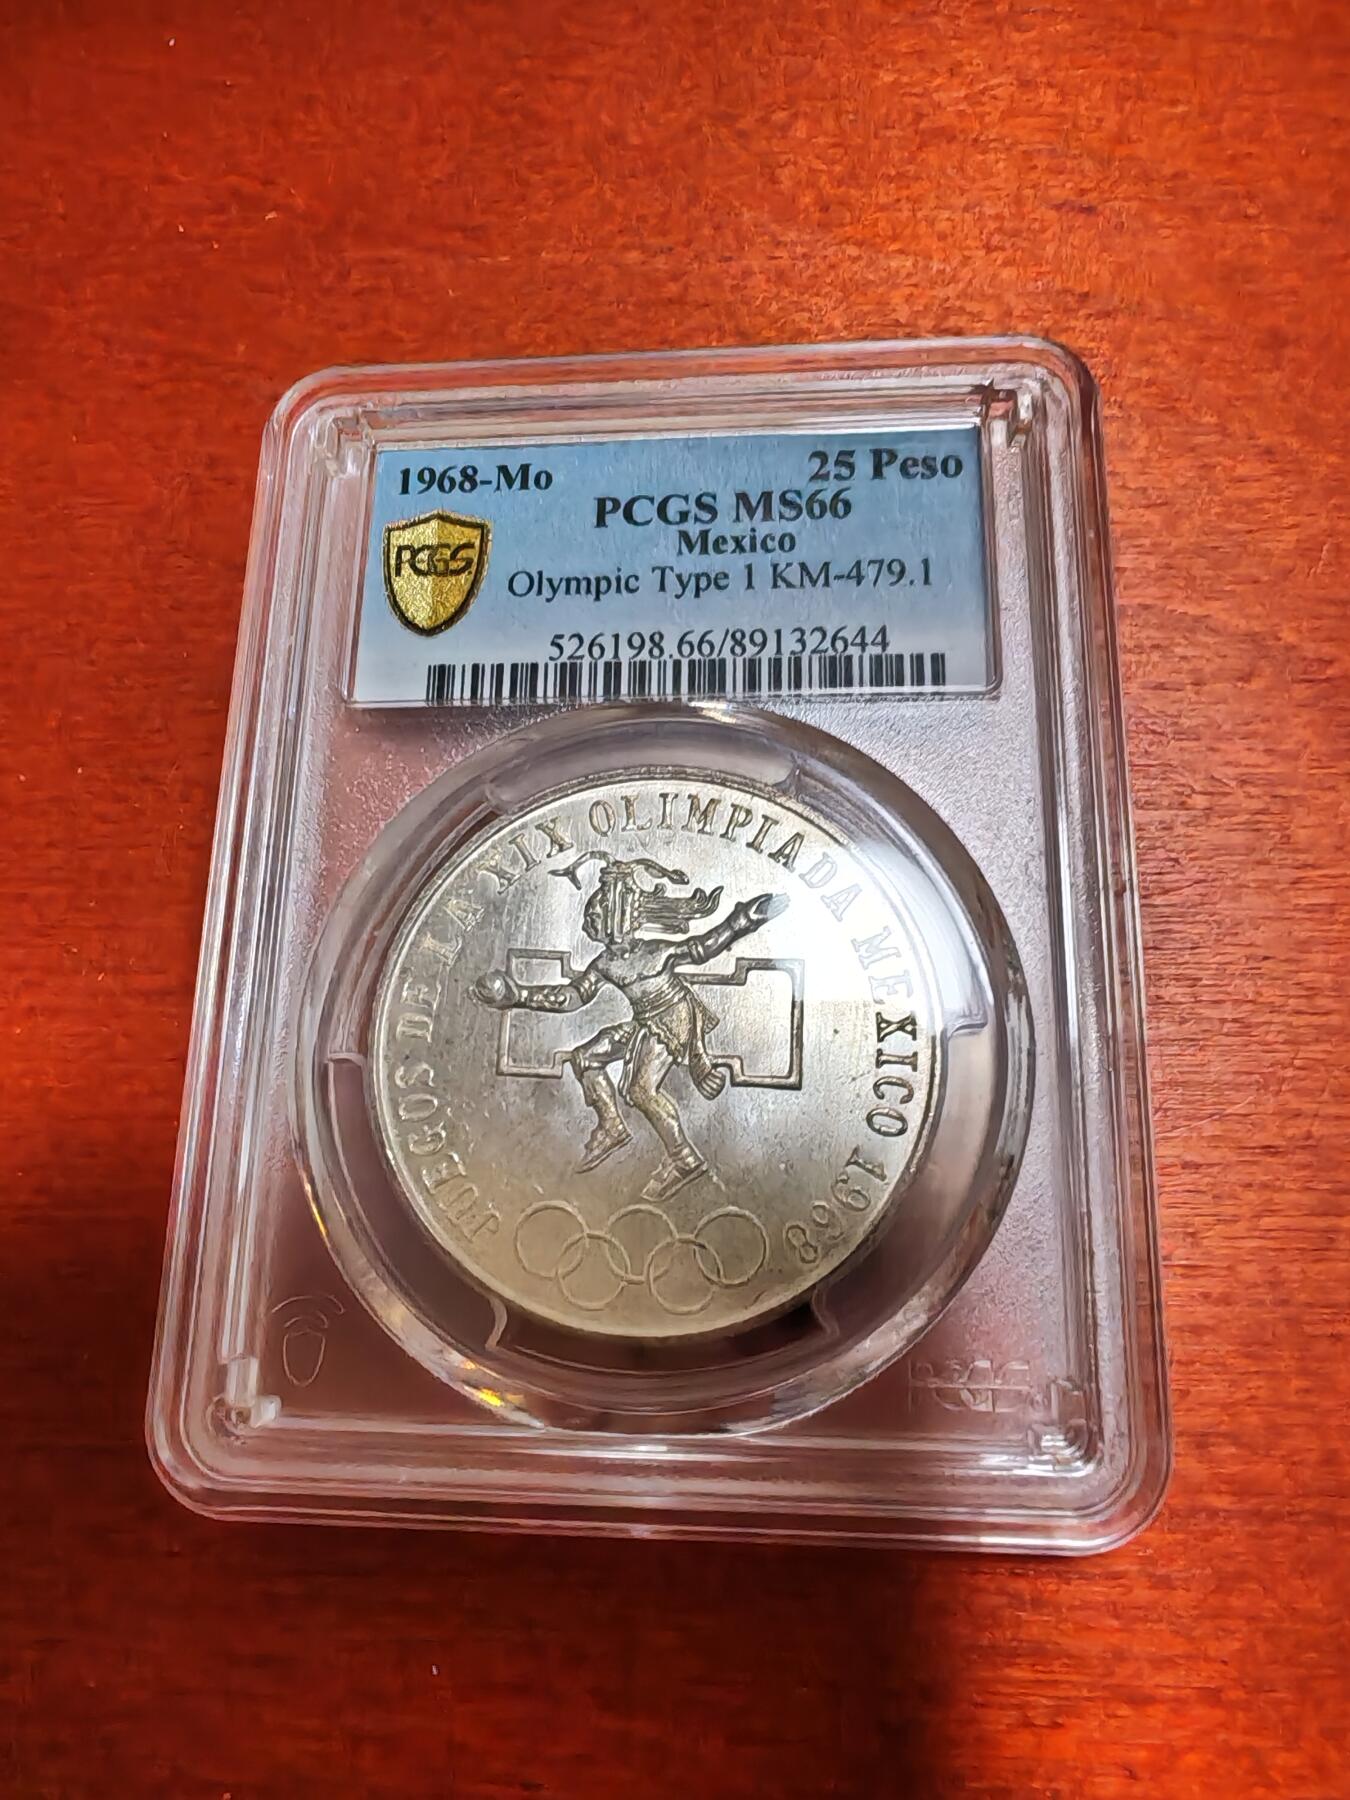 1968-Mo 25 Peso
PCGS MS66
Mexico
PCGS
Olympic Type 1 KM-479.1
526198.66/89132644
JUEGOS DE LA XIX OLIMPIADA MEXICO 1968
PCGS